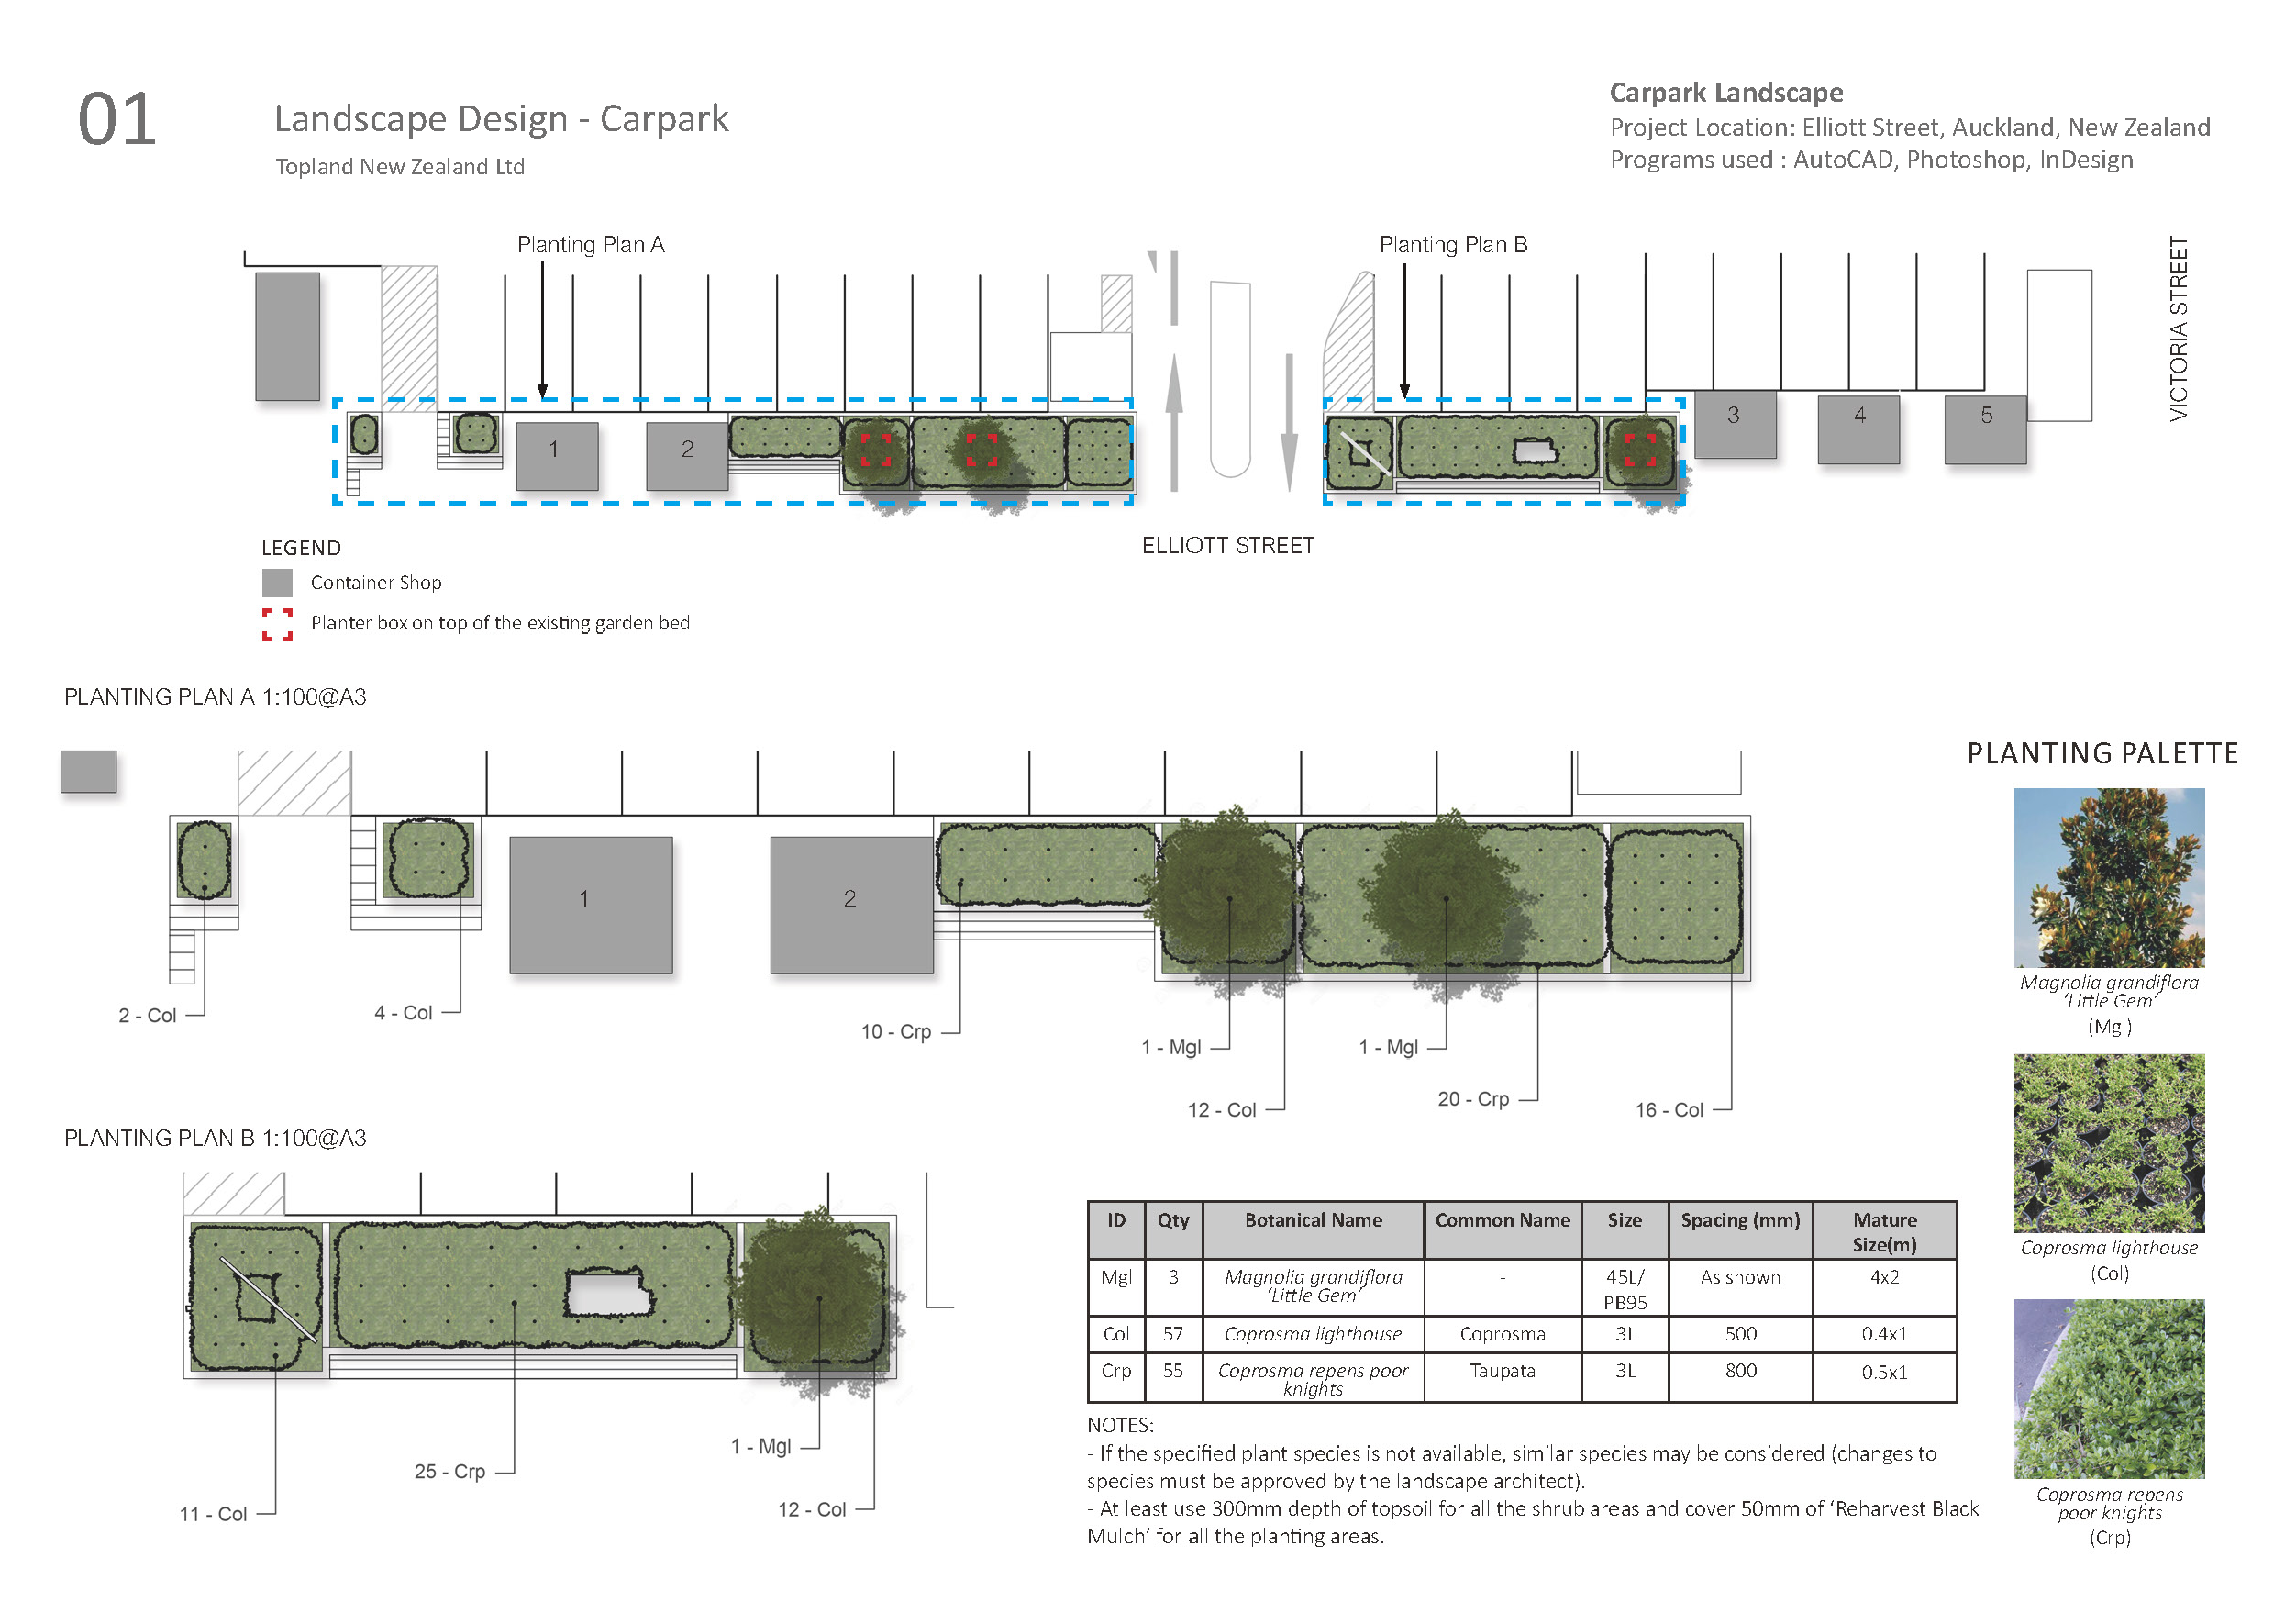 01
Landscape Design - Carpark
Topland New Zealand Ltd
Carpark Landscape
Project Location: Elliott Street, Auckland, New Zealand
Programs used : AutoCAD, Photoshop, InDesign
Planting Plan A
Planting Plan B
VICTORIA STREET
1
2
3
4
5
ELLIOTT STREET
LEGEND
Container Shop
Planter box on top of the existing garden bed
PLANTING PLAN A 1:100@A3
1
2
2 - Col
4 - Col
10 - Crp
1 - Mgl
1 - Mgl
12 - Col
20 - Crp
16 - Col
PLANTING PLAN B 1:100@A3
1 - Mgl
25 - Crp
11 - Col
12 - Col
PLANTING PALETTE
Magnolia grandiflora
‘Little Gem’
(Mgl)
Coprosma lighthouse
(Col)
Coprosma repens
poor knights
(Crp)
ID Qty Botanical Name Common Name Size Spacing (mm) Mature
Size(m)
Mgl 3 Magnolia grandiflora - 45L/ As shown 4x2
‘Little Gem’ PB95
Col 57 Coprosma lighthouse Coprosma 3L 500 0.4x1
Crp 55 Coprosma repens poor Taupata 3L 800 0.5x1
knights
NOTES:
- If the specified plant species is not available, similar species may be considered (changes to
species must be approved by the landscape architect).
- At least use 300mm depth of topsoil for all the shrub areas and cover 50mm of ‘Reharvest Black
Mulch’ for all the planting areas.